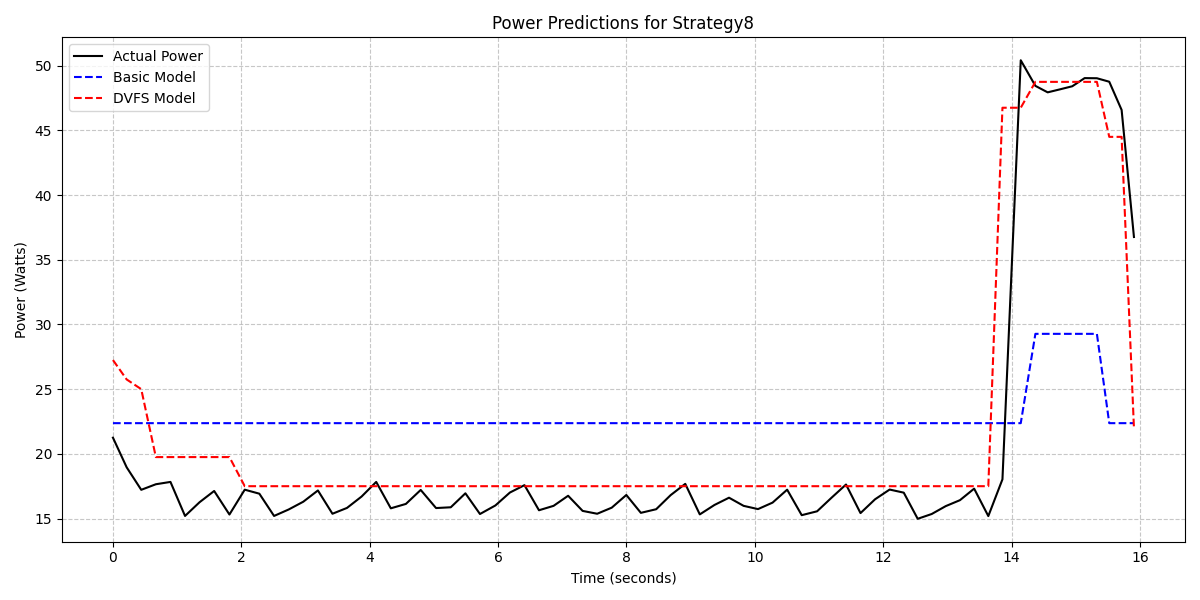 Power Predictions for Strategy8
Actual Power
Basic Model
DVFS Model
Power (Watts)
50
45
40
35
30
25
20
15
0 2 4 6 8 10 12 14 16
Time (seconds)